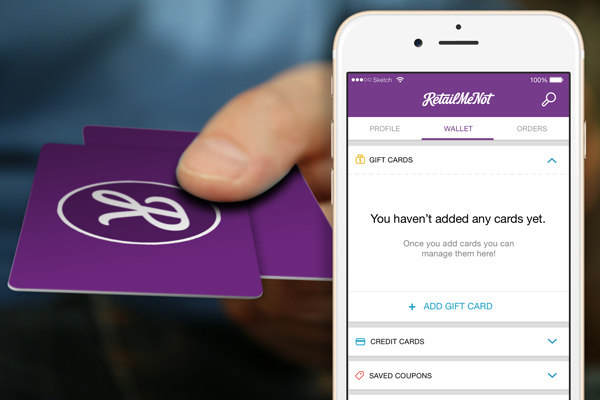 R
Sketch 100%
RetailMeNot
PROFILE WALLET ORDERS
GIFT CARDS
You haven't added any cards yet.
Once you add cards you can
manage them here!
+ ADD GIFT CARD
CREDIT CARDS
SAVED COUPONS